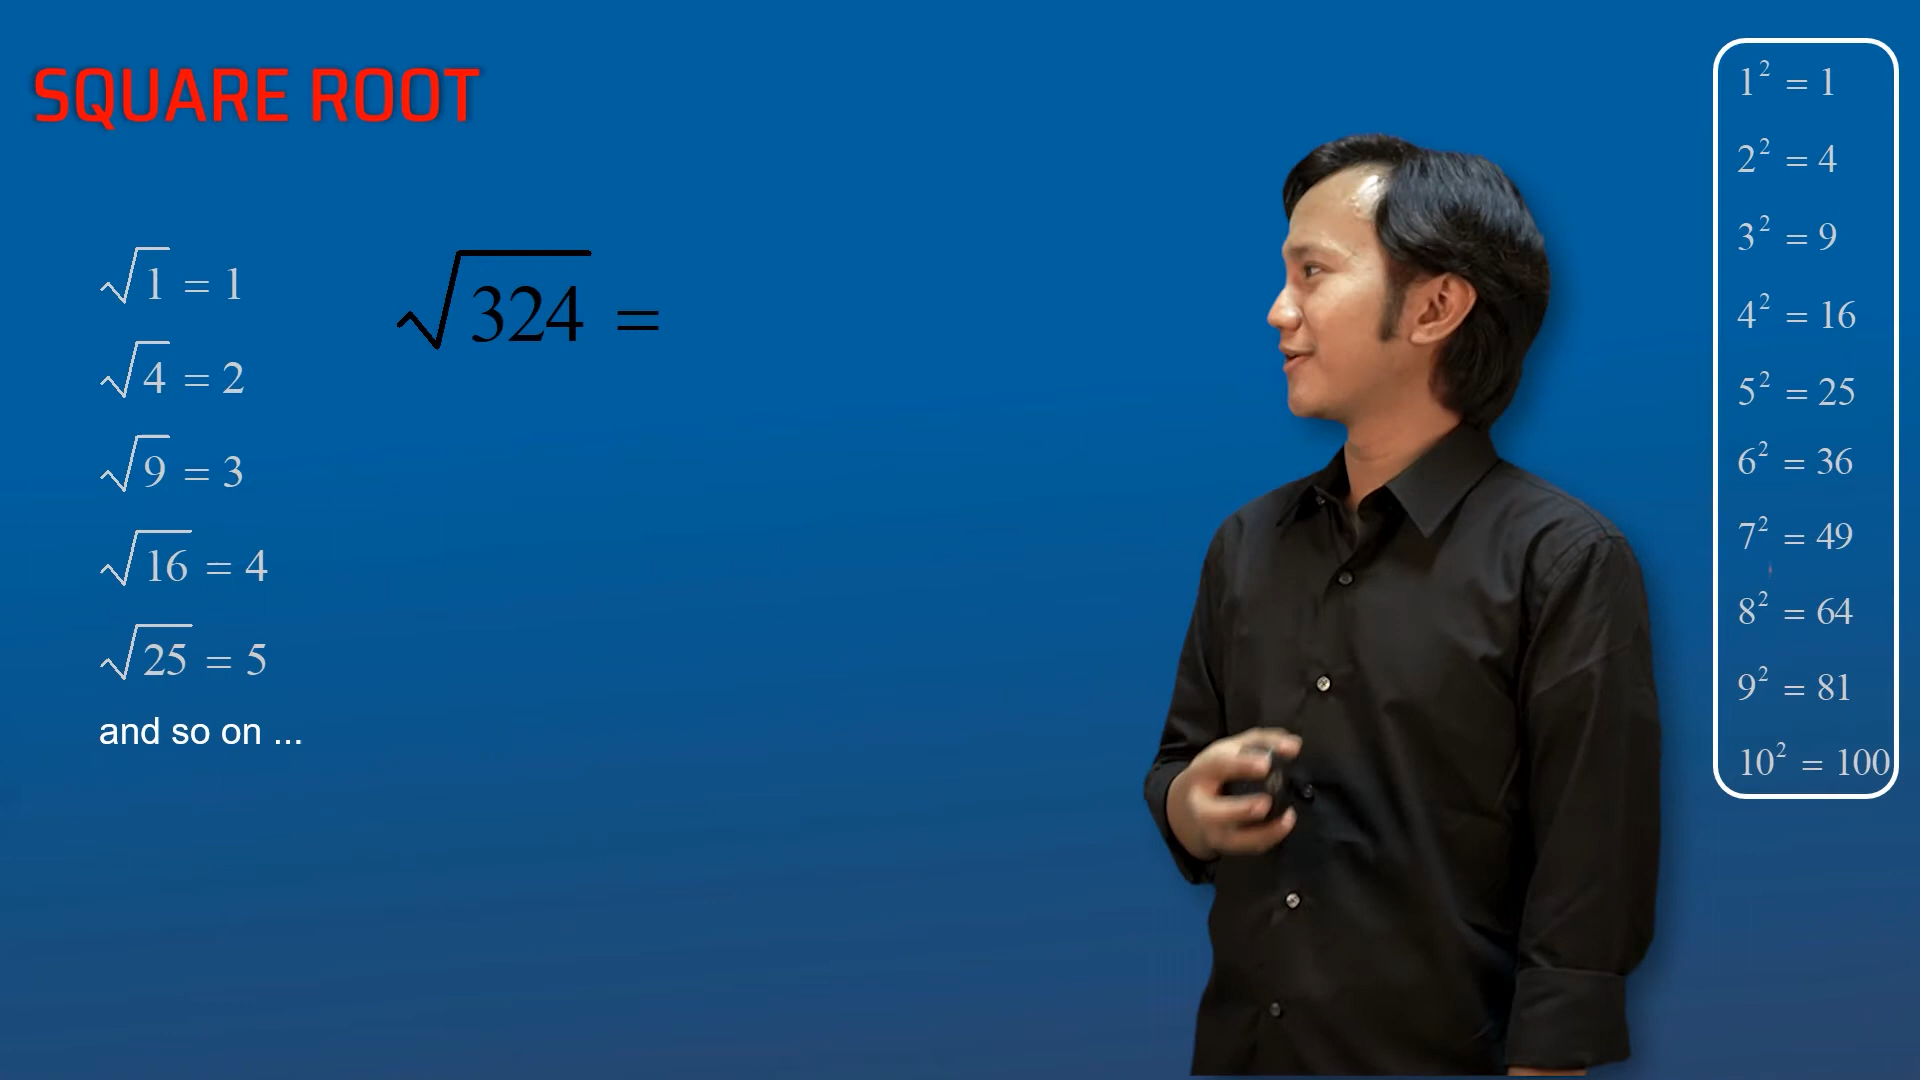 SQUARE ROOT
√1 = 1
√4 = 2
√9 = 3
√16 = 4
√25 = 5
and so on ...
√324 =
1² = 1
2² = 4
3² = 9
4² = 16
5² = 25
6² = 36
7² = 49
8² = 64
9² = 81
10² = 100